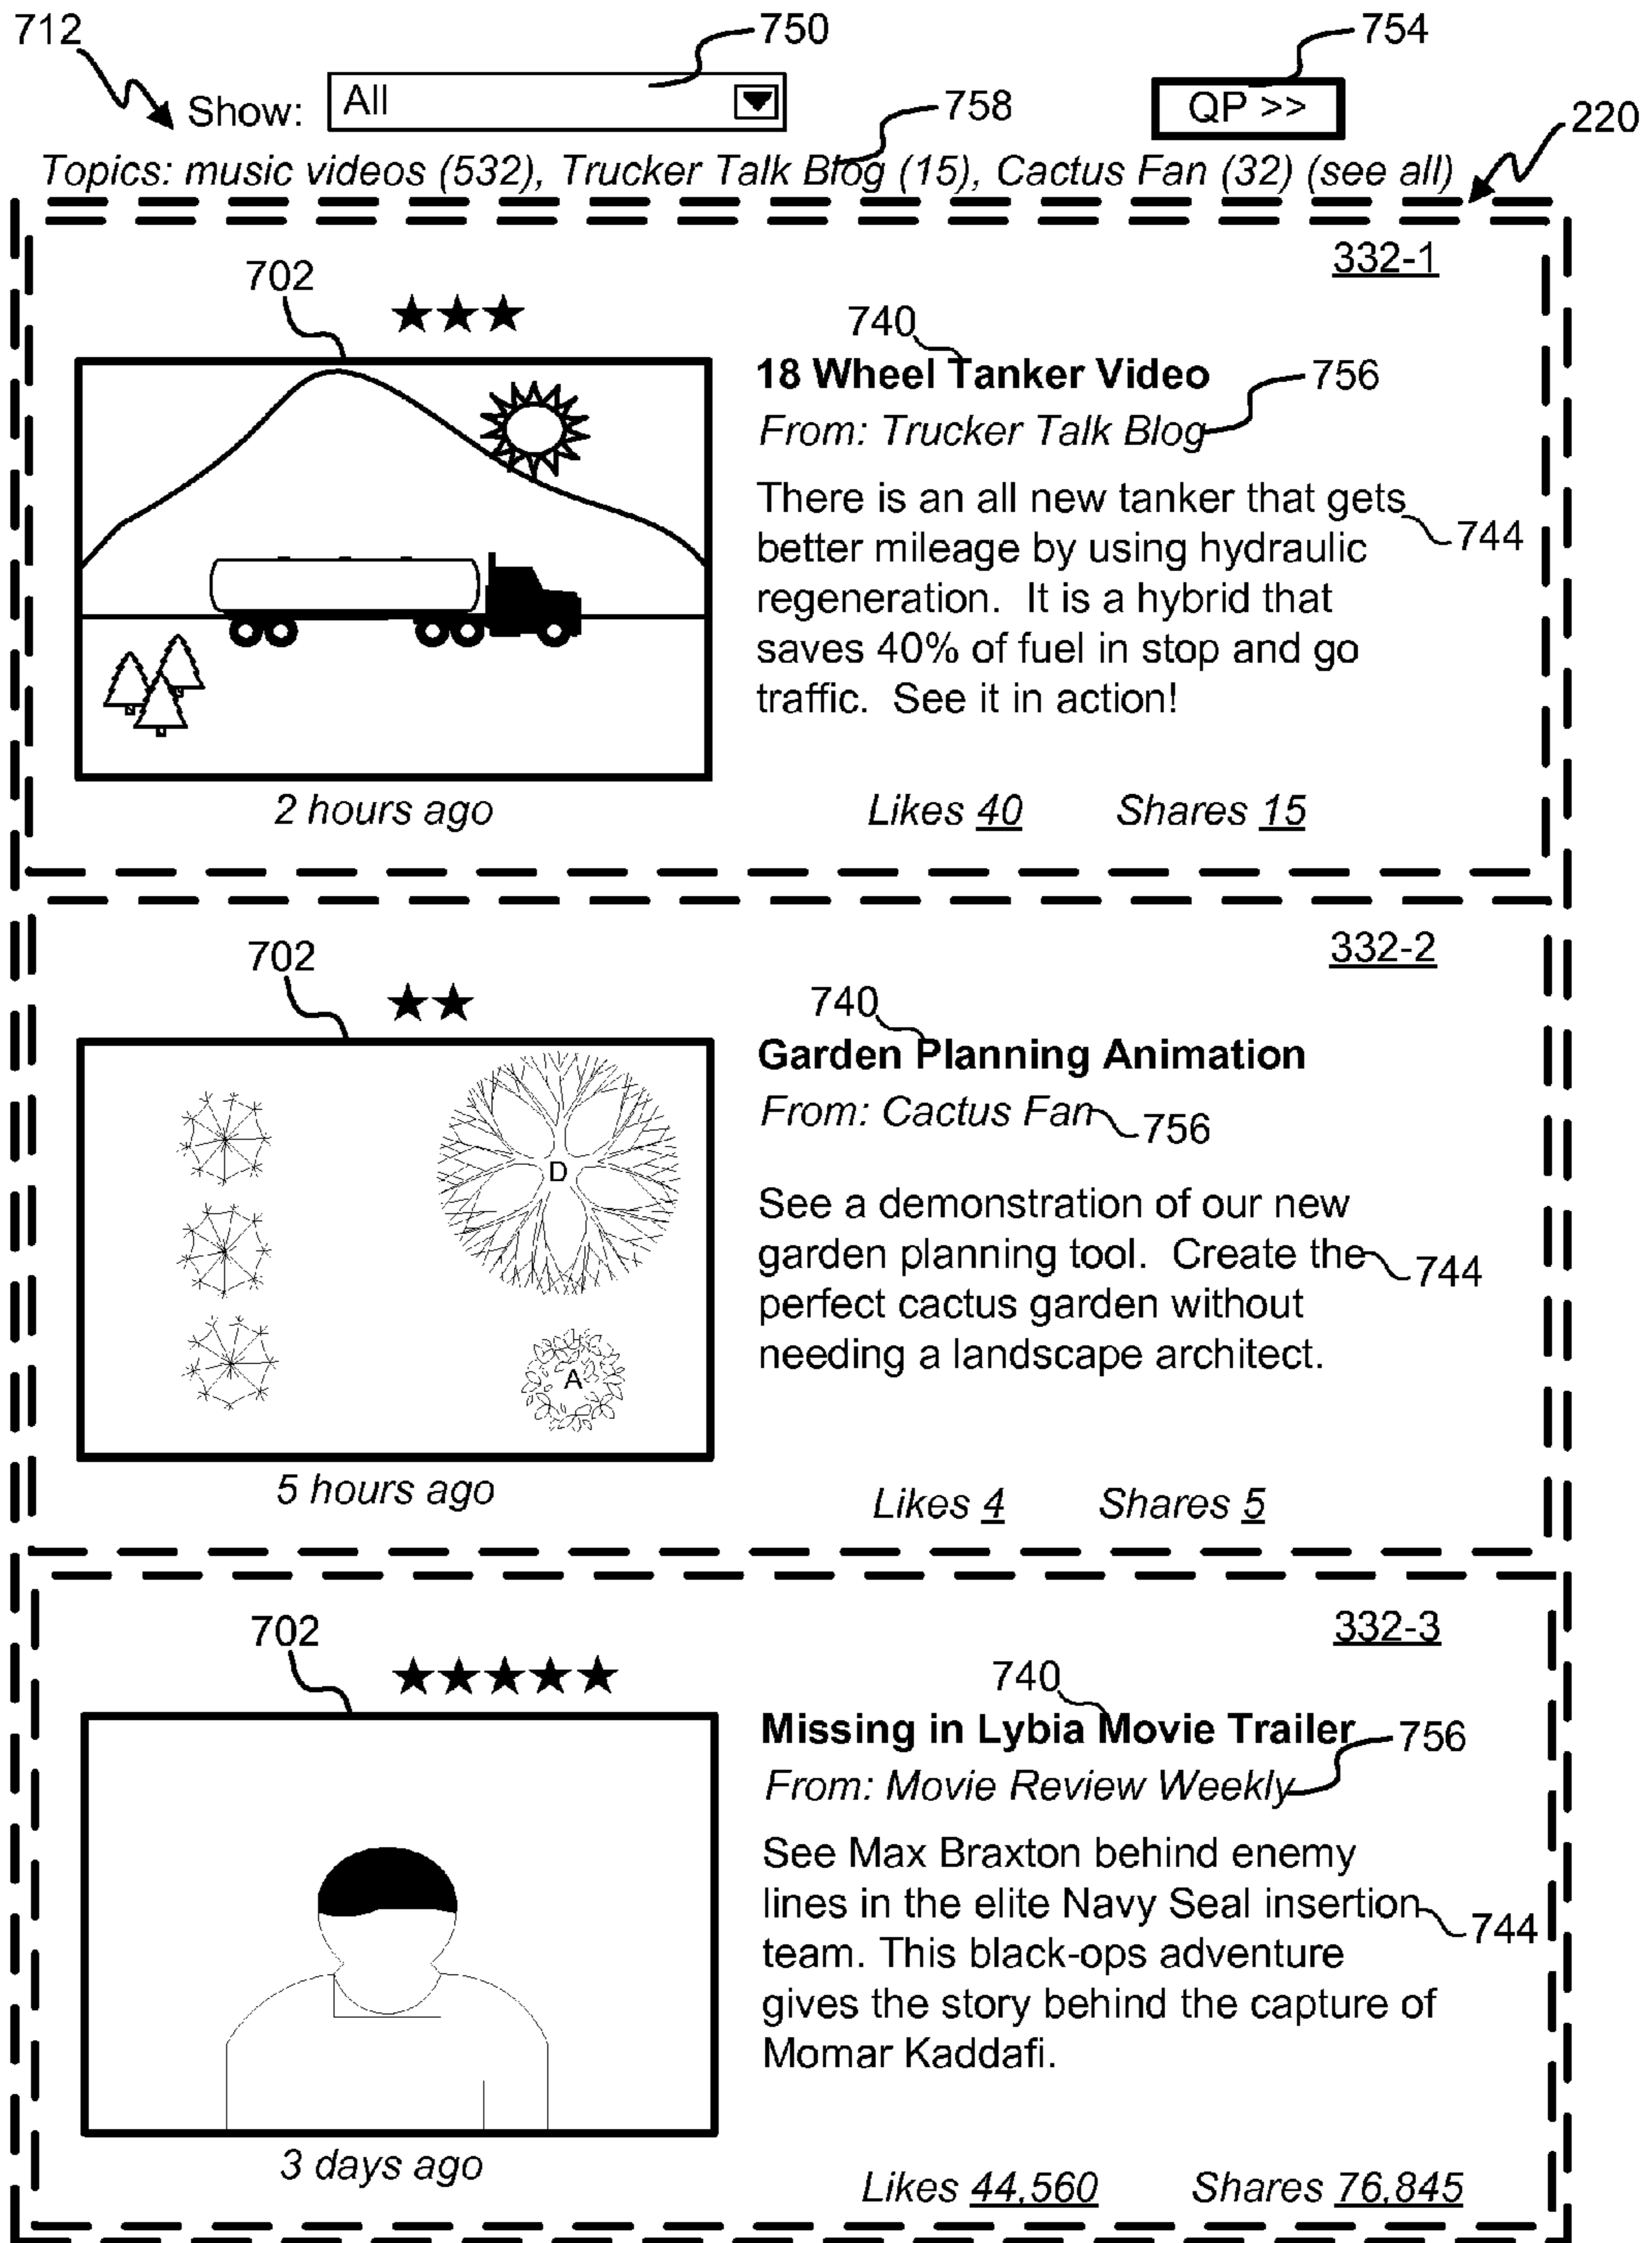 712
750
754
Show: All
QP >>
758
220
Topics: music videos (532), Trucker Talk Blog (15), Cactus Fan (32) (see all)
332-1
702
★★★
740
18 Wheel Tanker Video
756
From: Trucker Talk Blog
There is an all new tanker that gets
744
better mileage by using hydraulic
regeneration. It is a hybrid that
saves 40% of fuel in stop and go
traffic. See it in action!
2 hours ago
Likes 40 Shares 15
332-2
702
★★
740
Garden Planning Animation
From: Cactus Fan
756
D
See a demonstration of our new
garden planning tool. Create the
744
perfect cactus garden without
needing a landscape architect.
A
5 hours ago
Likes 4 Shares 5
332-3
702
★★★★★
740
Missing in Lybia Movie Trailer
756
From: Movie Review Weekly
See Max Braxton behind enemy
lines in the elite Navy Seal insertion
744
team. This black-ops adventure
gives the story behind the capture of
Momar Kaddafi.
3 days ago
Likes 44,560 Shares 76,845